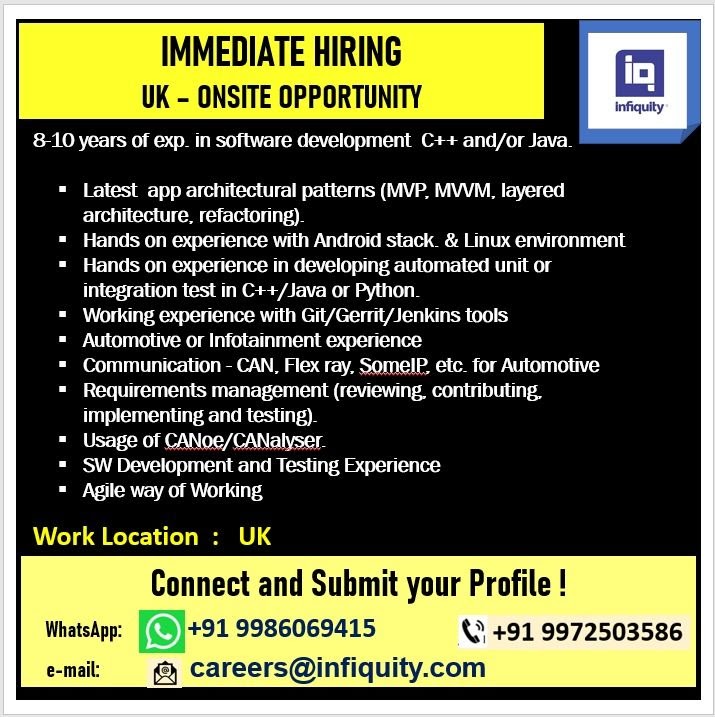 IMMEDIATE HIRING
UK – ONSITE OPPORTUNITY
iq
infiquity
8-10 years of exp. in software development C++ and/or Java.
▪ Latest app architectural patterns (MVP, MVVM, layered
architecture, refactoring).
▪ Hands on experience with Android stack. & Linux environment
▪ Hands on experience in developing automated unit or
integration test in C++/Java or Python.
▪ Working experience with Git/Gerrit/Jenkins tools
▪ Automotive or Infotainment experience
▪ Communication - CAN, Flex ray, SomeIP, etc. for Automotive
▪ Requirements management (reviewing, contributing,
implementing and testing).
▪ Usage of CANoe/CANalyser.
▪ SW Development and Testing Experience
▪ Agile way of Working
Work Location : UK
Connect and Submit your Profile !
WhatsApp: +91 9986069415 +91 9972503586
e-mail: careers@infiquity.com